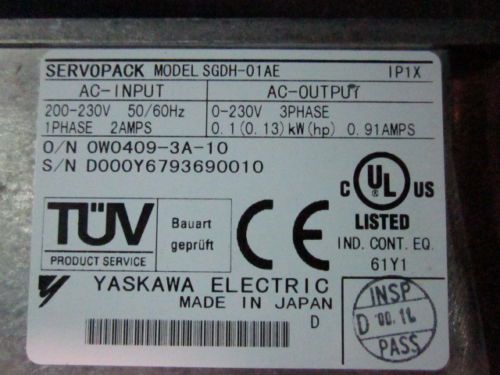 SERVOPACK MODEL SGDH-01AE IP1X
AC-INPUT AC-OUTPUT
200-230V 50/60Hz 0-230V 3PHASE
1PHASE 2AMPS 0.1(0.13)kW(hp) 0.91AMPS
O/N OW0409-3A-10
S/N D000Y6793690010
TÜV
PRODUCT SERVICE
Bauart
geprüft
CE
C UL US
LISTED
IND. CONT. EQ.
61Y1
YASKAWA ELECTRIC
MADE IN JAPAN
D
INSP
D '00.
PASS